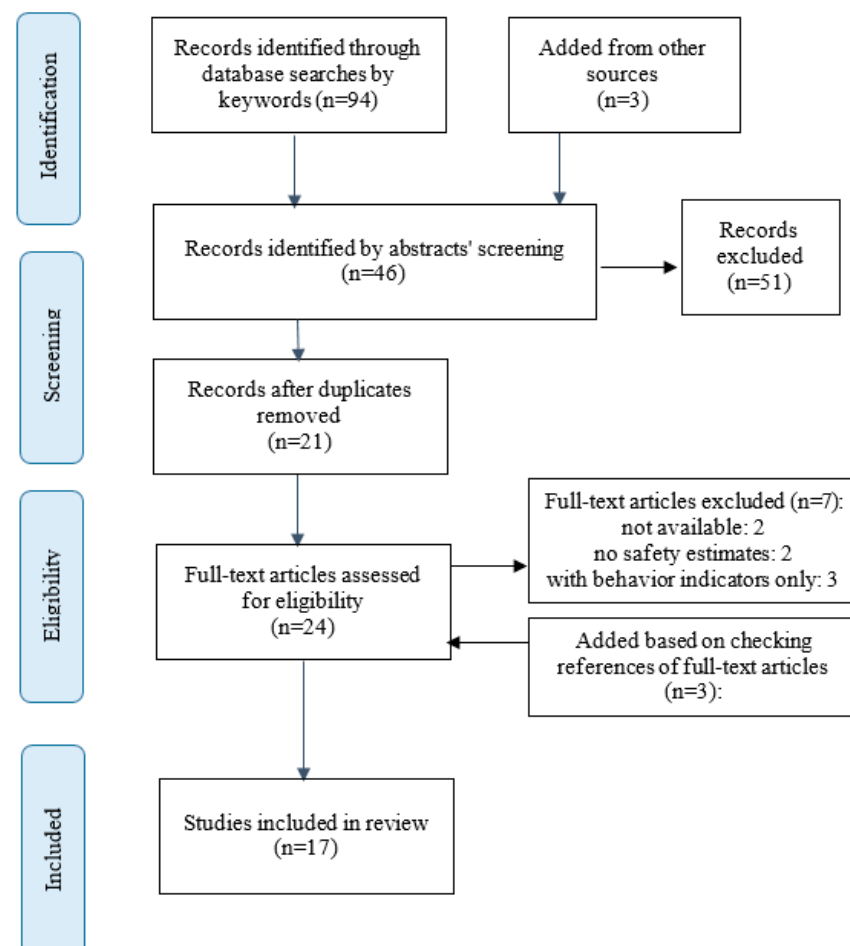 Identification
Records identified through
database searches by
keywords (n=94)
Added from other
sources
(n=3)
Records identified by abstracts' screening
(n=46)
Records
excluded
(n=51)
Screening
Records after duplicates
removed
(n=21)
Eligibility
Full-text articles assessed
for eligibility
(n=24)
Full-text articles excluded (n=7):
not available: 2
no safety estimates: 2
with behavior indicators only: 3
Added based on checking
references of full-text articles
(n=3):
Included
Studies included in review
(n=17)